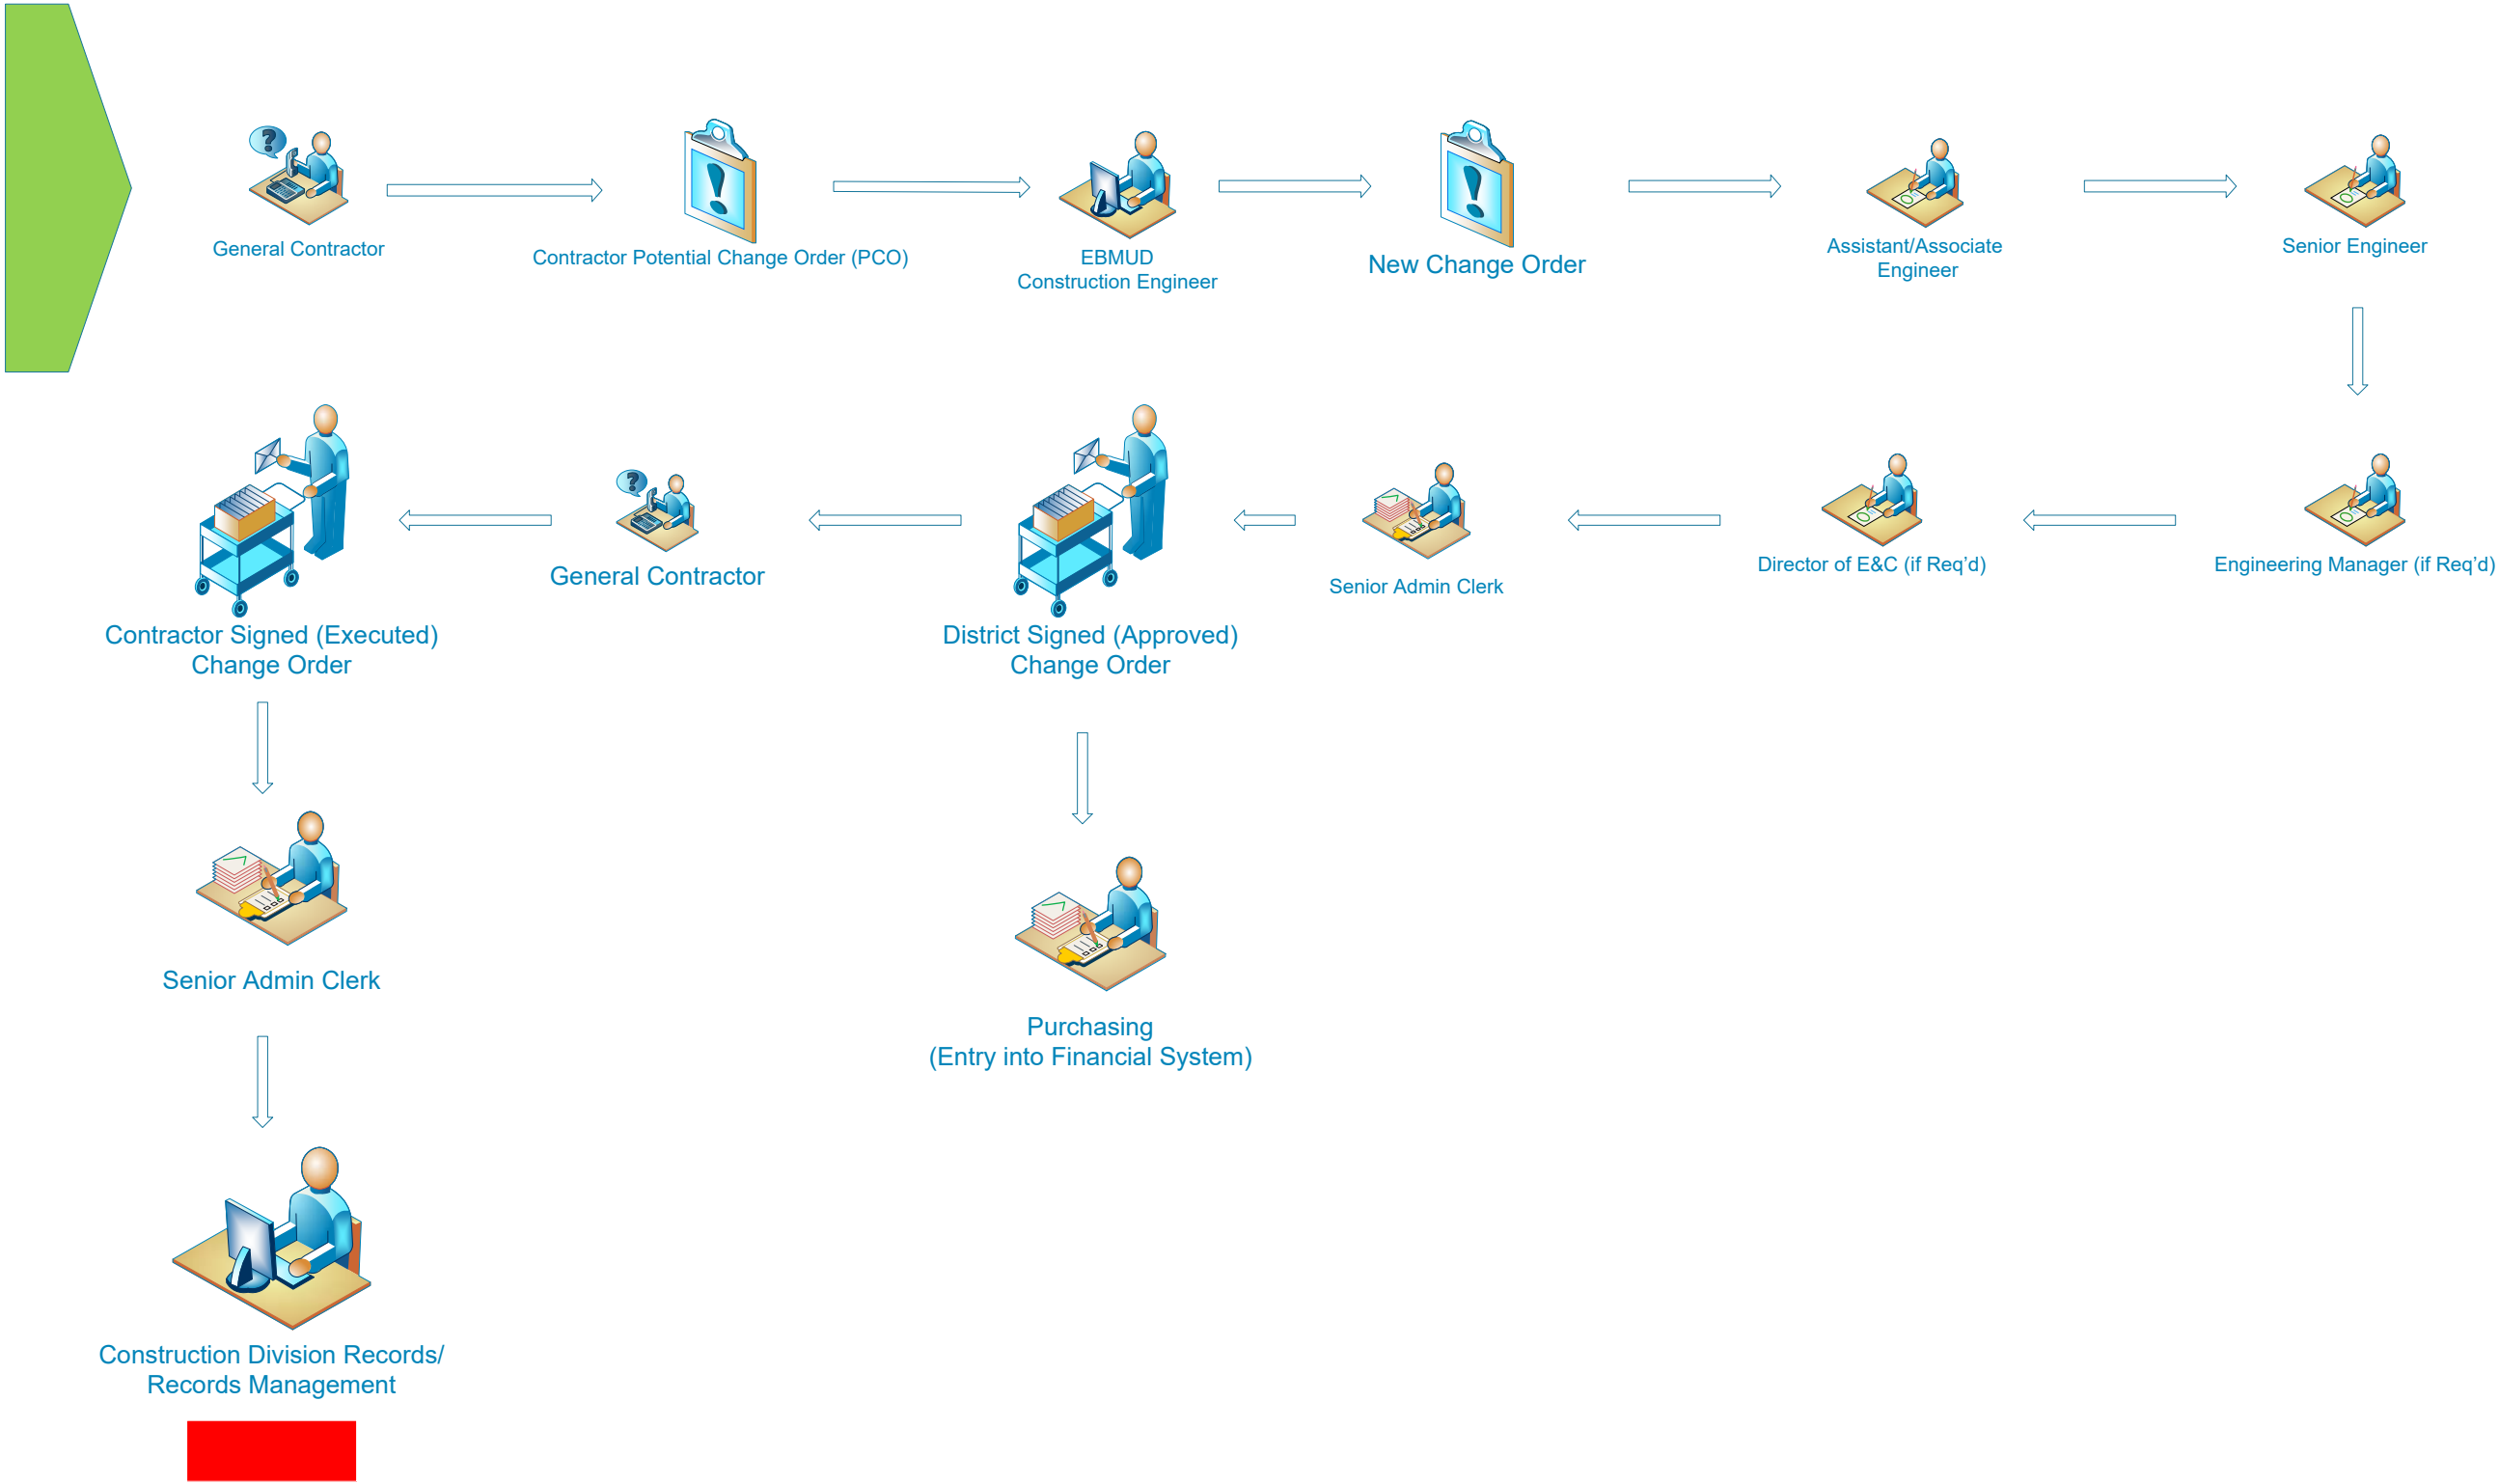 General Contractor
Contractor Potential Change Order (PCO)
EBMUD
Construction Engineer
New Change Order
Assistant/Associate
Engineer
Senior Engineer
Engineering Manager (if Req’d)
Director of E&C (if Req’d)
Senior Admin Clerk
District Signed (Approved)
Change Order
General Contractor
Contractor Signed (Executed)
Change Order
Senior Admin Clerk
Purchasing
(Entry into Financial System)
Construction Division Records/
Records Management